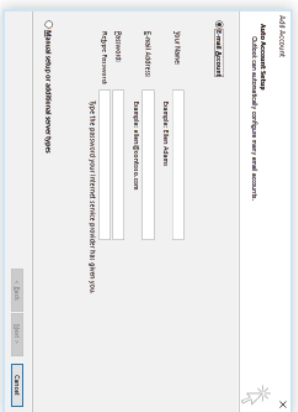 Add Account
Auto Account Setup
Outlook can automatically configure many email accounts.
E-mail Account
Your Name:
Example: Ellen Adams
E-mail Address:
Example: ellen@contoso.com
Password:
Retype Password:
Type the password your Internet service provider has given you.
Manual setup or additional server types
< Back
Next >
Cancel